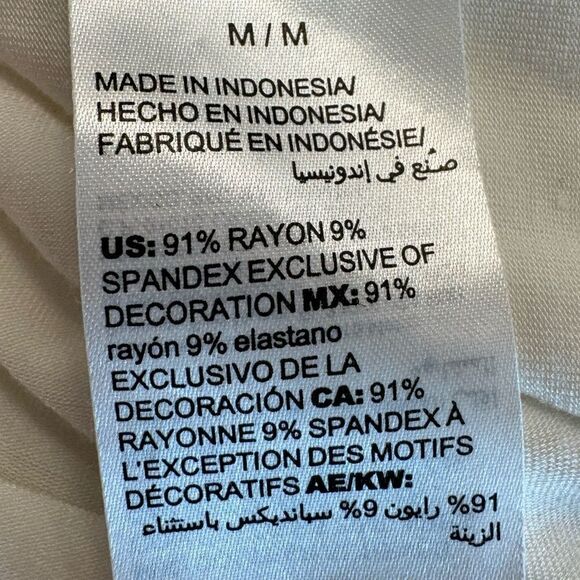 M / M
MADE IN INDONESIA/
HECHO EN INDONESIA/
FABRIQUÉ EN INDONÉSIE/
صُنع في إندونيسيا
US: 91% RAYON 9%
SPANDEX EXCLUSIVE OF
DECORATION MX: 91%
rayón 9% elastano
EXCLUSIVO DE LA
DECORACIÓN CA: 91%
RAYONNE 9% SPANDEX À
L'EXCEPTION DES MOTIFS
DÉCORATIFS AE/KW:
91% رايون 9% سباندیكس باستثناء
الزينة